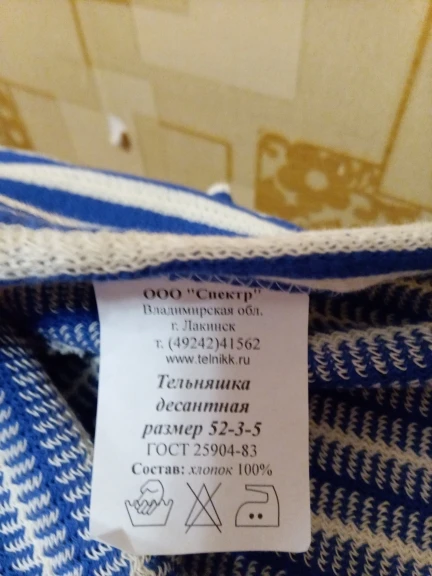 ООО "Спектр"
Владимирская обл.
г. Лакинск
т. (49242)41562
www.telnikk.ru
Тельняшка
десантная
размер 52-3-5
ГОСТ 25904-83
Состав: хлопок 100%